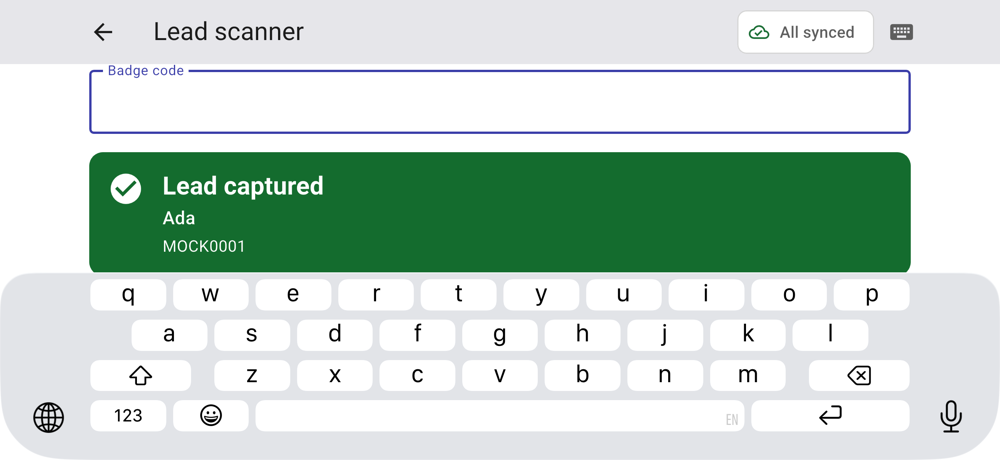 Lead scanner
All synced
Badge code
Lead captured
Ada
MOCK0001
q w e r t y u i o p
a s d f g h j k l
z x c v b n m
123
EN